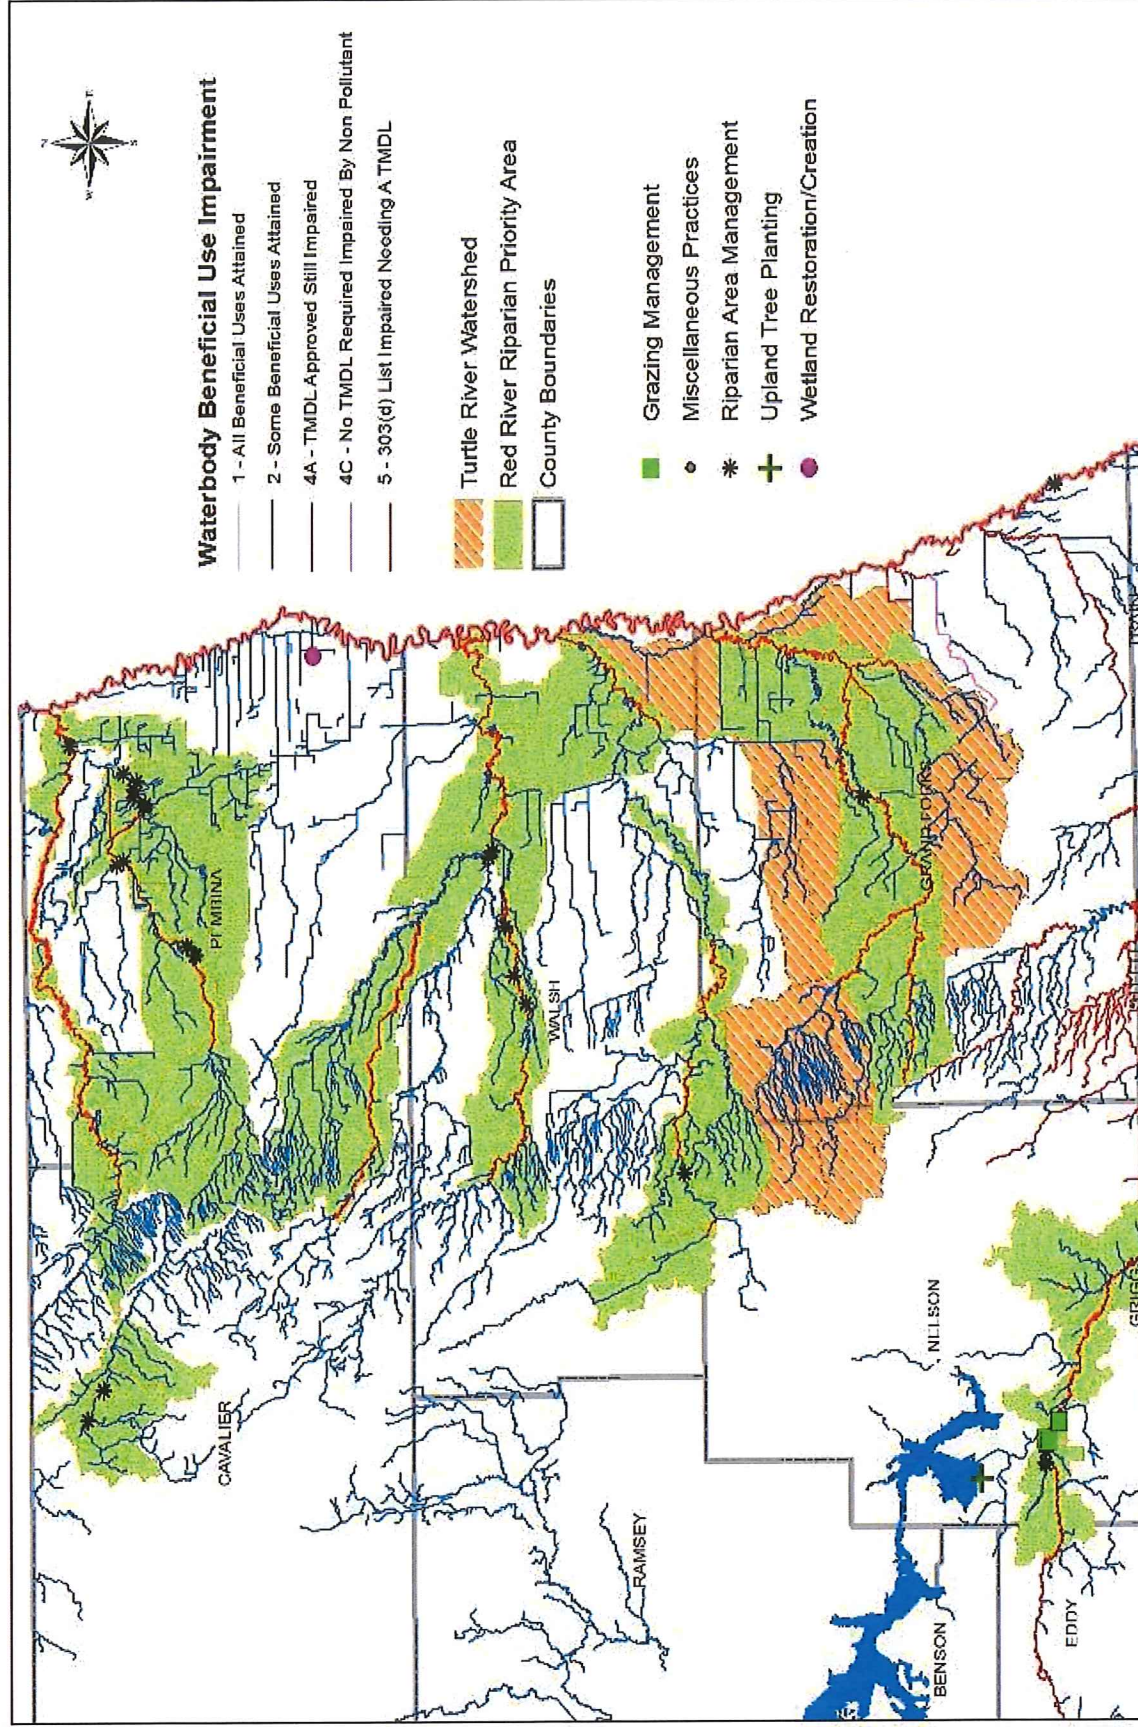 N
W
E
S
Waterbody Beneficial Use Impairment
1 - All Beneficial Uses Attained
2 - Some Beneficial Uses Attained
4A - TMDL Approved Still Impaired
4C - No TMDL Required Impaired By Non Pollutant
5 - 303(d) List Impaired Needing A TMDL
Turtle River Watershed
Red River Riparian Priority Area
County Boundaries
Grazing Management
Miscellaneous Practices
Riparian Area Management
Upland Tree Planting
Wetland Restoration/Creation
CAVALIER
PEMBINA
RAMSEY
WALSH
NELSON
GRAND FORKS
BENSON
EDDY
GRIGGS